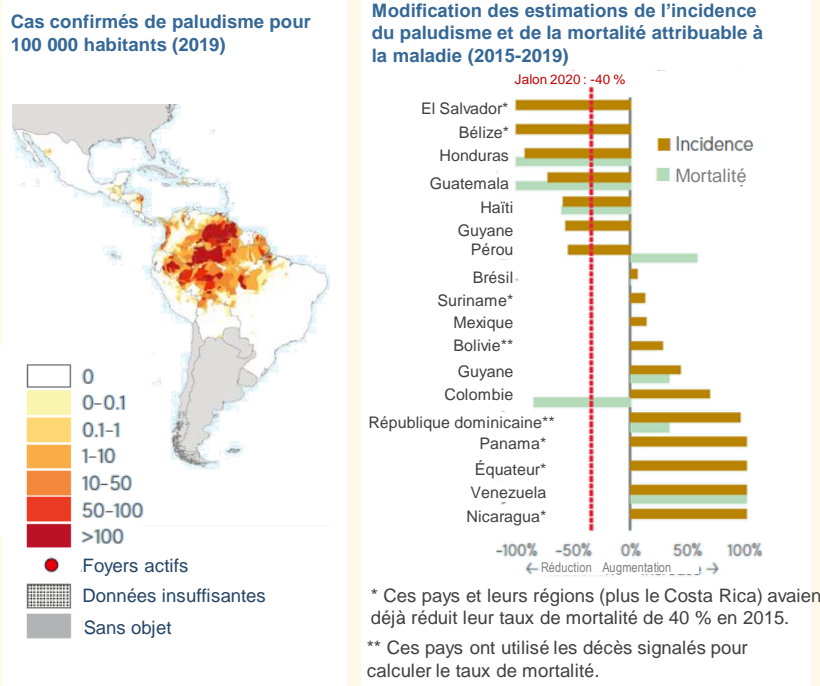 Cas confirmés de paludisme pour
100 000 habitants (2019)
0
0-0.1
0.1-1
1-10
10-50
50-100
>100
Foyers actifs
Données insuffisantes
Sans objet
Modification des estimations de l'incidence
du paludisme et de la mortalité attribuable à
la maladie (2015-2019)
Jalon 2020 : -40 %
El Salvador*
Bélize*
Honduras
Guatemala
Haïti
Guyane
Pérou
Brésil
Suriname*
Mexique
Bolivie**
Guyane
Colombie
République dominicaine**
Panama*
Équateur*
Venezuela
Nicaragua*
Incidence
Mortalité
-100% -50% 0% 50% 100%
← Réduction Augmentation →
* Ces pays et leurs régions (plus le Costa Rica) avaien
déjà réduit leur taux de mortalité de 40 % en 2015.
** Ces pays ont utilisé les décès signalés pour
calculer le taux de mortalité.